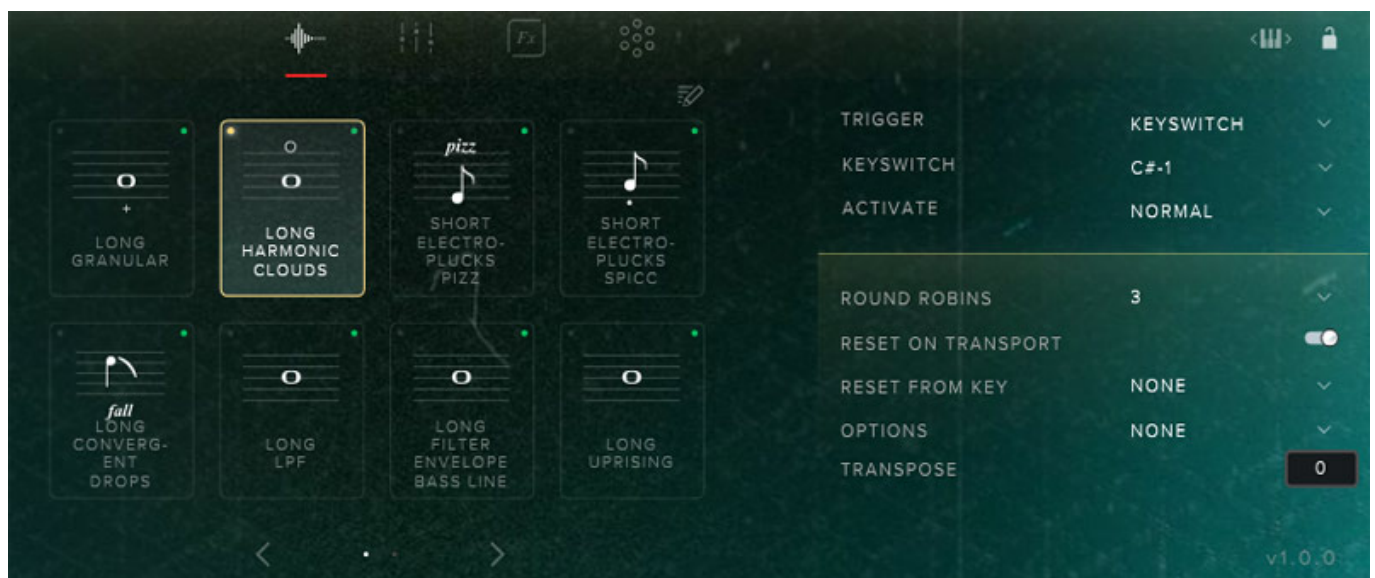 Fx
LONG
GRANULAR
LONG
HARMONIC
CLOUDS
pizz
SHORT
ELECTRO-
PLUCKS
PIZZ
SHORT
ELECTRO-
PLUCKS
SPICC
fall
LONG
CONVERG-
ENT
DROPS
LONG
LPF
LONG
FILTER
ENVELOPE
BASS LINE
LONG
UPRISING
TRIGGER KEYSWITCH
KEYSWITCH C#-1
ACTIVATE NORMAL
ROUND ROBINS 3
RESET ON TRANSPORT
RESET FROM KEY NONE
OPTIONS NONE
TRANSPOSE 0
v1.0.0